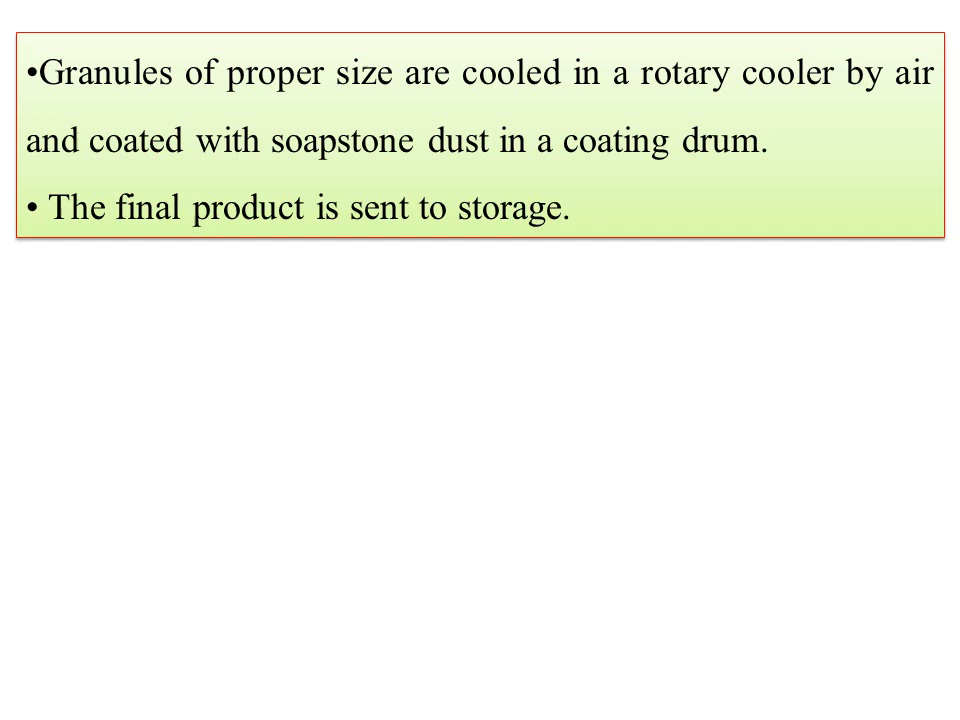 •Granules of proper size are cooled in a rotary cooler by air
and coated with soapstone dust in a coating drum.
• The final product is sent to storage.